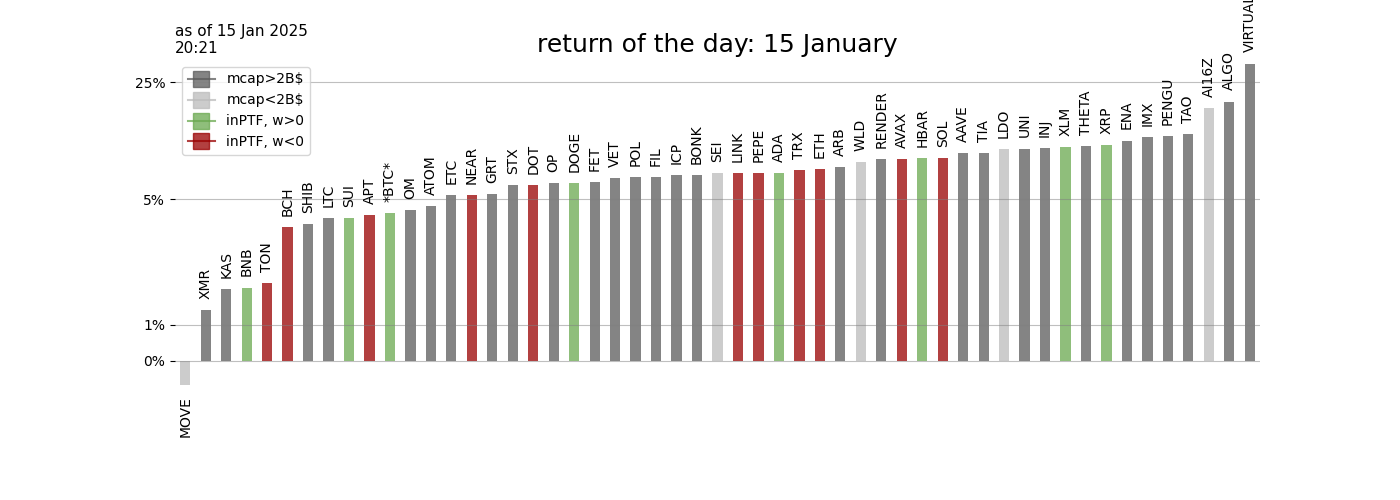 as of 15 Jan 2025
20:21
return of the day: 15 January
mcap>2B$
mcap<2B$
inPTF, w>0
inPTF, w<0
25%
5%
1%
0%
MOVE
XMR
KAS
BNB
TON
BCH
SHIB
LTC
SUI
APT
*BTC*
OM
ATOM
ETC
NEAR
GRT
STX
DOT
OP
DOGE
FET
VET
POL
FIL
ICP
BONK
SEI
LINK
PEPE
ADA
TRX
ETH
ARB
WLD
RENDER
AVAX
HBAR
SOL
AAVE
TIA
LDO
UNI
INJ
XLM
THETA
XRP
ENA
IMX
PENGU
TAO
AI16Z
ALGO
VIRTUAL